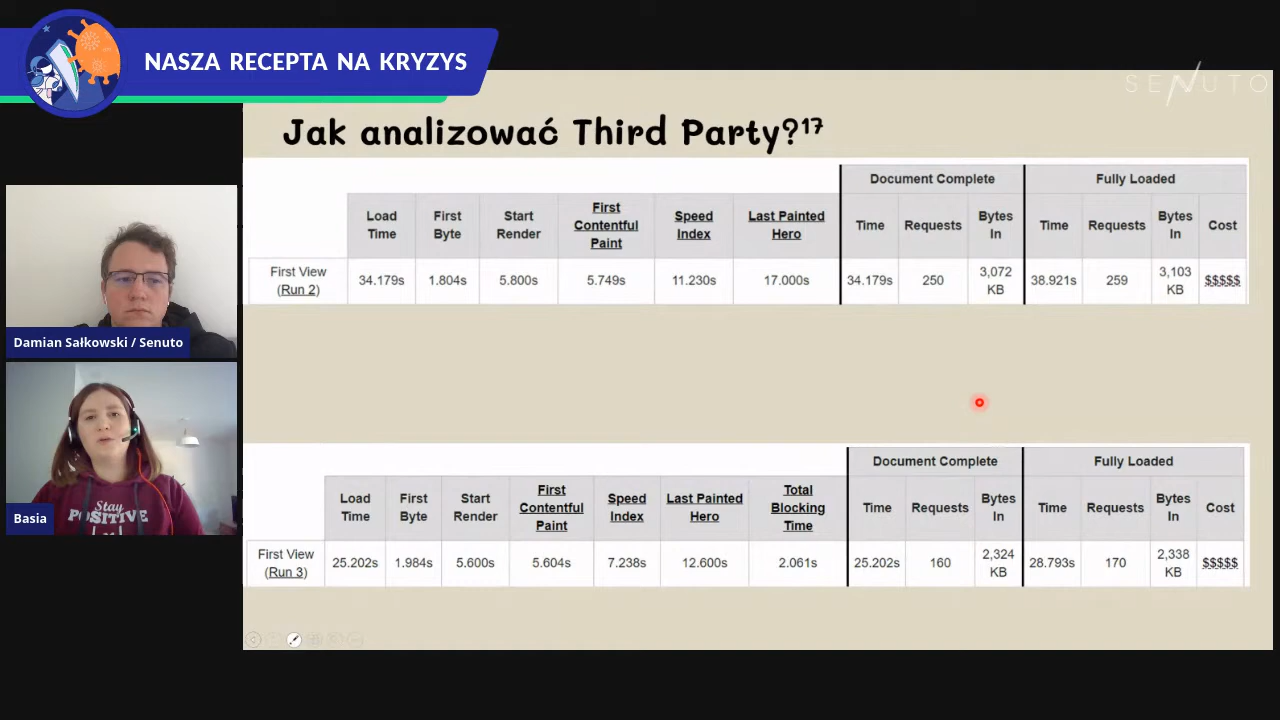 NASZA RECEPTA NA KRYZYS
SENUTO
Jak analizować Third Party?¹⁷
Document Complete Fully Loaded
Load Time First Byte Start Render First Contentful Paint Speed Index Last Painted Hero Time Requests Bytes In Time Requests Bytes In Cost
First View (Run 2) 34.179s 1.804s 5.800s 5.749s 11.230s 17.000s 34.179s 250 3,072 KB 38.921s 259 3,103 KB $$$$$
Damian Sałkowski / Senuto
Document Complete Fully Loaded
Load Time First Byte Start Render First Contentful Paint Speed Index Last Painted Hero Total Blocking Time Time Requests Bytes In Time Requests Bytes In Cost
First View (Run 3) 25.202s 1.984s 5.600s 5.604s 7.238s 12.600s 2.061s 25.202s 160 2,324 KB 28.793s 170 2,338 KB $$$$$
Stay
POSITIVE
Basia